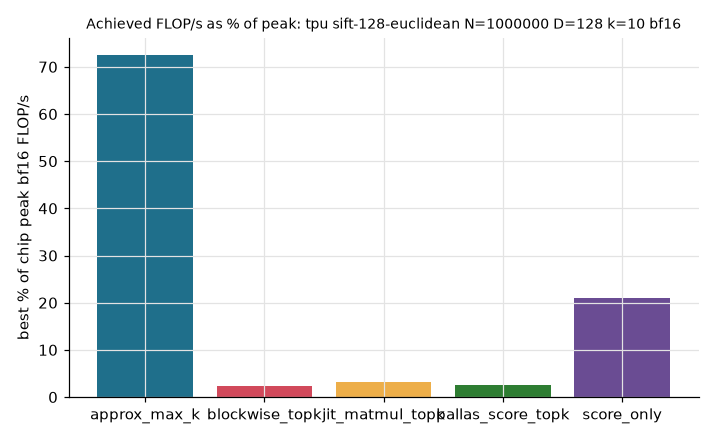 Achieved FLOP/s as % of peak: tpu sift-128-euclidean N=1000000 D=128 k=10 bf16
best % of chip peak bf16 FLOP/s
70
60
50
40
30
20
10
0
approx_max_k blockwise_topk jit_matmul_topk pallas_score_topk score_only